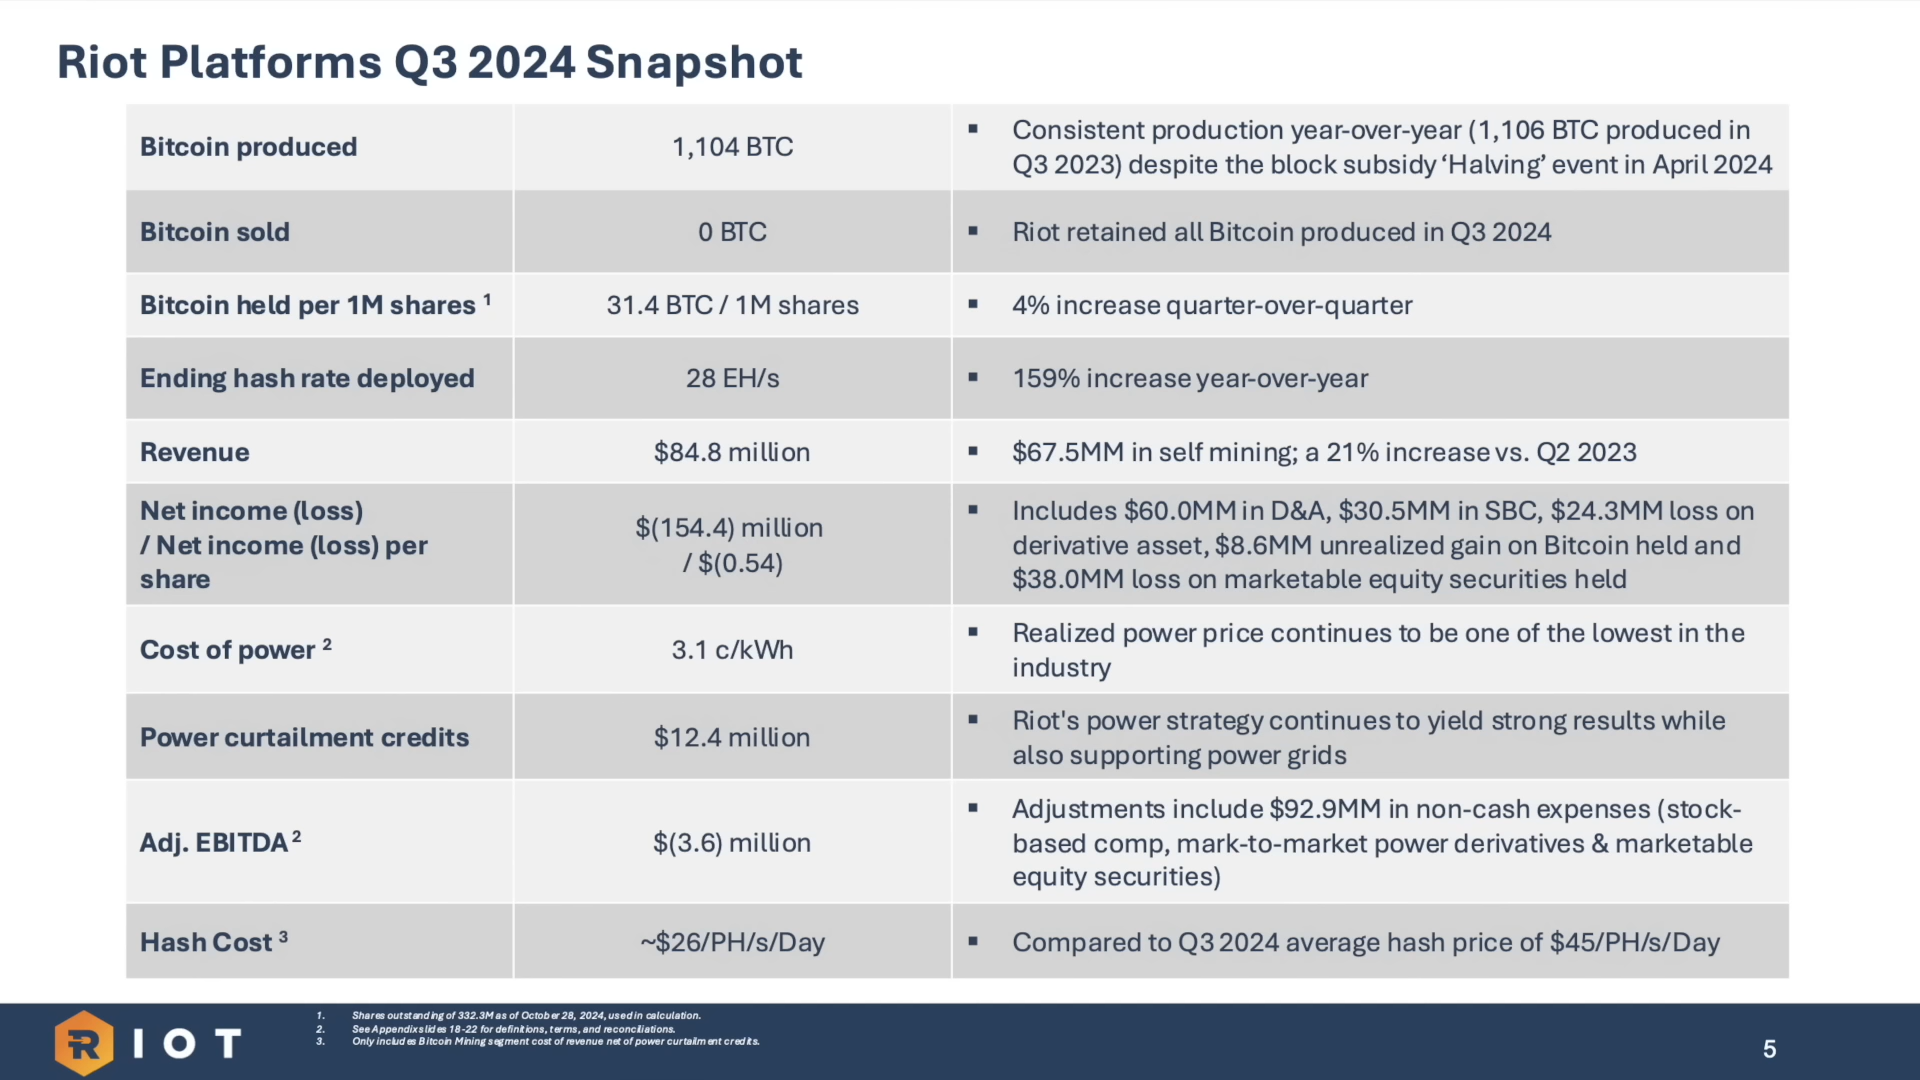 Riot Platforms Q3 2024 Snapshot
Bitcoin produced
1,104 BTC
▪ Consistent production year-over-year (1,106 BTC produced in
Q3 2023) despite the block subsidy ‘Halving’ event in April 2024
Bitcoin sold
0 BTC
▪ Riot retained all Bitcoin produced in Q3 2024
Bitcoin held per 1M shares ¹
31.4 BTC / 1M shares
▪ 4% increase quarter-over-quarter
Ending hash rate deployed
28 EH/s
▪ 159% increase year-over-year
Revenue
$84.8 million
▪ $67.5MM in self mining; a 21% increase vs. Q2 2023
Net income (loss)
/ Net income (loss) per
share
$(154.4) million
/ $(0.54)
▪ Includes $60.0MM in D&A, $30.5MM in SBC, $24.3MM loss on
derivative asset, $8.6MM unrealized gain on Bitcoin held and
$38.0MM loss on marketable equity securities held
Cost of power ²
3.1 c/kWh
▪ Realized power price continues to be one of the lowest in the
industry
Power curtailment credits
$12.4 million
▪ Riot's power strategy continues to yield strong results while
also supporting power grids
Adj. EBITDA ²
$(3.6) million
▪ Adjustments include $92.9MM in non-cash expenses (stock-
based comp, mark-to-market power derivatives & marketable
equity securities)
Hash Cost ³
~$26/PH/s/Day
▪ Compared to Q3 2024 average hash price of $45/PH/s/Day
RIOT
1. Shares outstanding of 332.3M as of October 28, 2024, used in calculation.
2. See Appendix slides 18-22 for definitions, terms, and reconciliations.
3. Only includes Bitcoin Mining segment cost of revenue net of power curtailment credits.
5